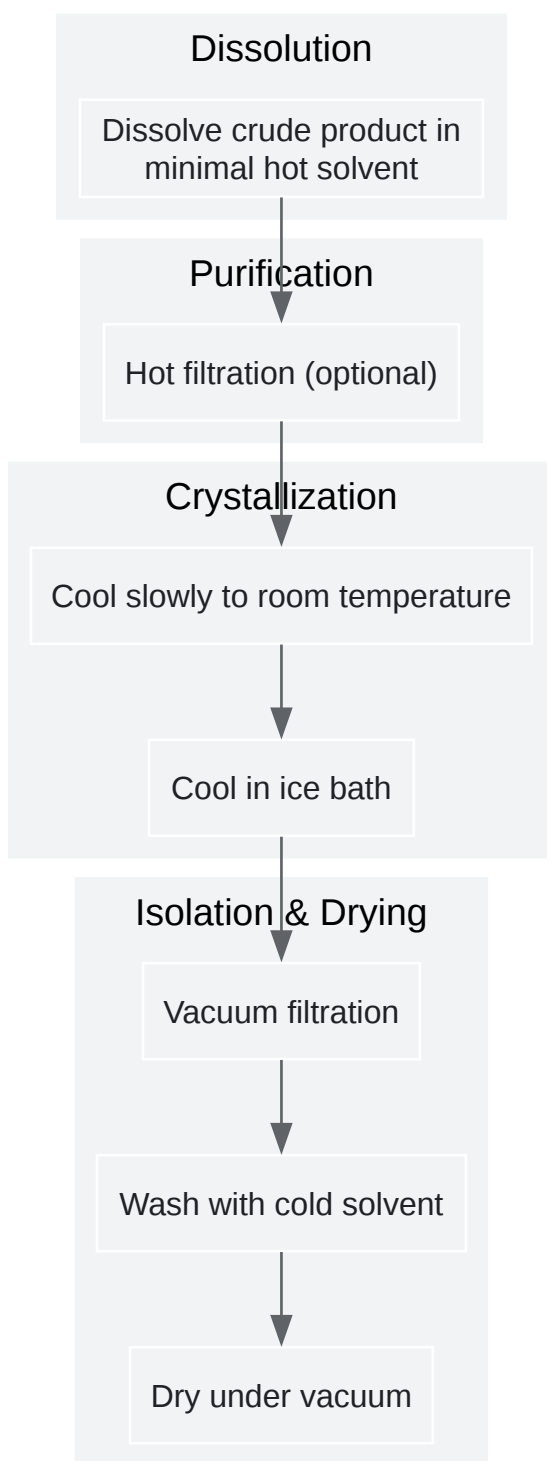 Dissolution
Dissolve crude product in
minimal hot solvent
Purification
Hot filtration (optional)
Crystallization
Cool slowly to room temperature
Cool in ice bath
Isolation & Drying
Vacuum filtration
Wash with cold solvent
Dry under vacuum